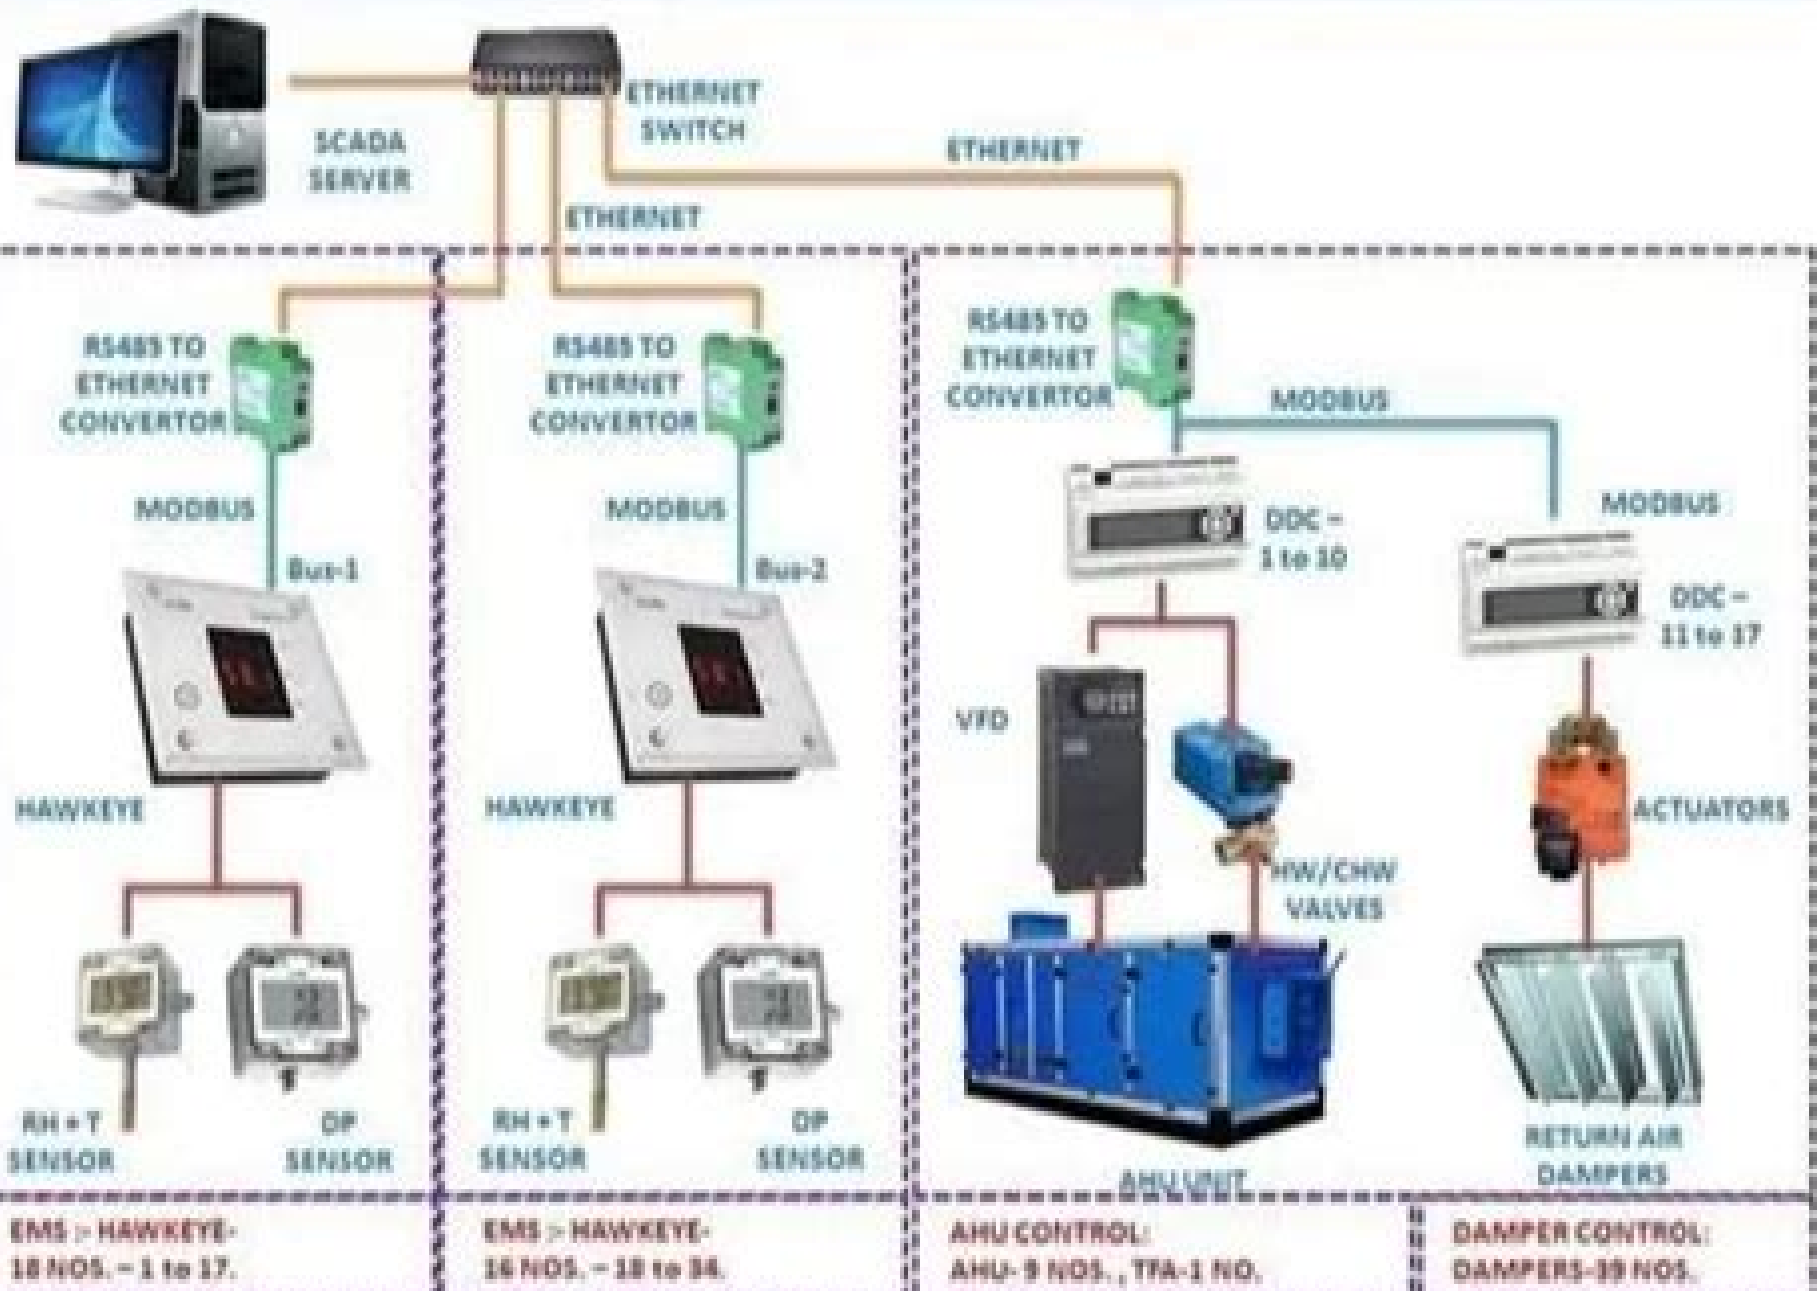 SCADA
SERVER
ETHERNET
SWITCH
ETHERNET
ETHERNET
RS485 TO
ETHERNET
CONVERTOR
MODBUS
Bus-1
HAWKEYE
RH + T
SENSOR
DP
SENSOR
RS485 TO
ETHERNET
CONVERTOR
MODBUS
Bus-2
HAWKEYE
RH + T
SENSOR
DP
SENSOR
RS485 TO
ETHERNET
CONVERTOR
MODBUS
DDC -
1 to 10
MODBUS
DDC -
11 to 17
VFD
HW/CHW
VALVES
ACTUATORS
AHU UNIT
RETURN AIR
DAMPERS
EMS :- HAWKEYE-
18 NOS. - 1 to 17.
EMS :- HAWKEYE-
16 NOS. - 18 to 34.
AHU CONTROL:
AHU- 9 NOS. , TFA-1 NO.
DAMPER CONTROL:
DAMPERS-39 NOS.